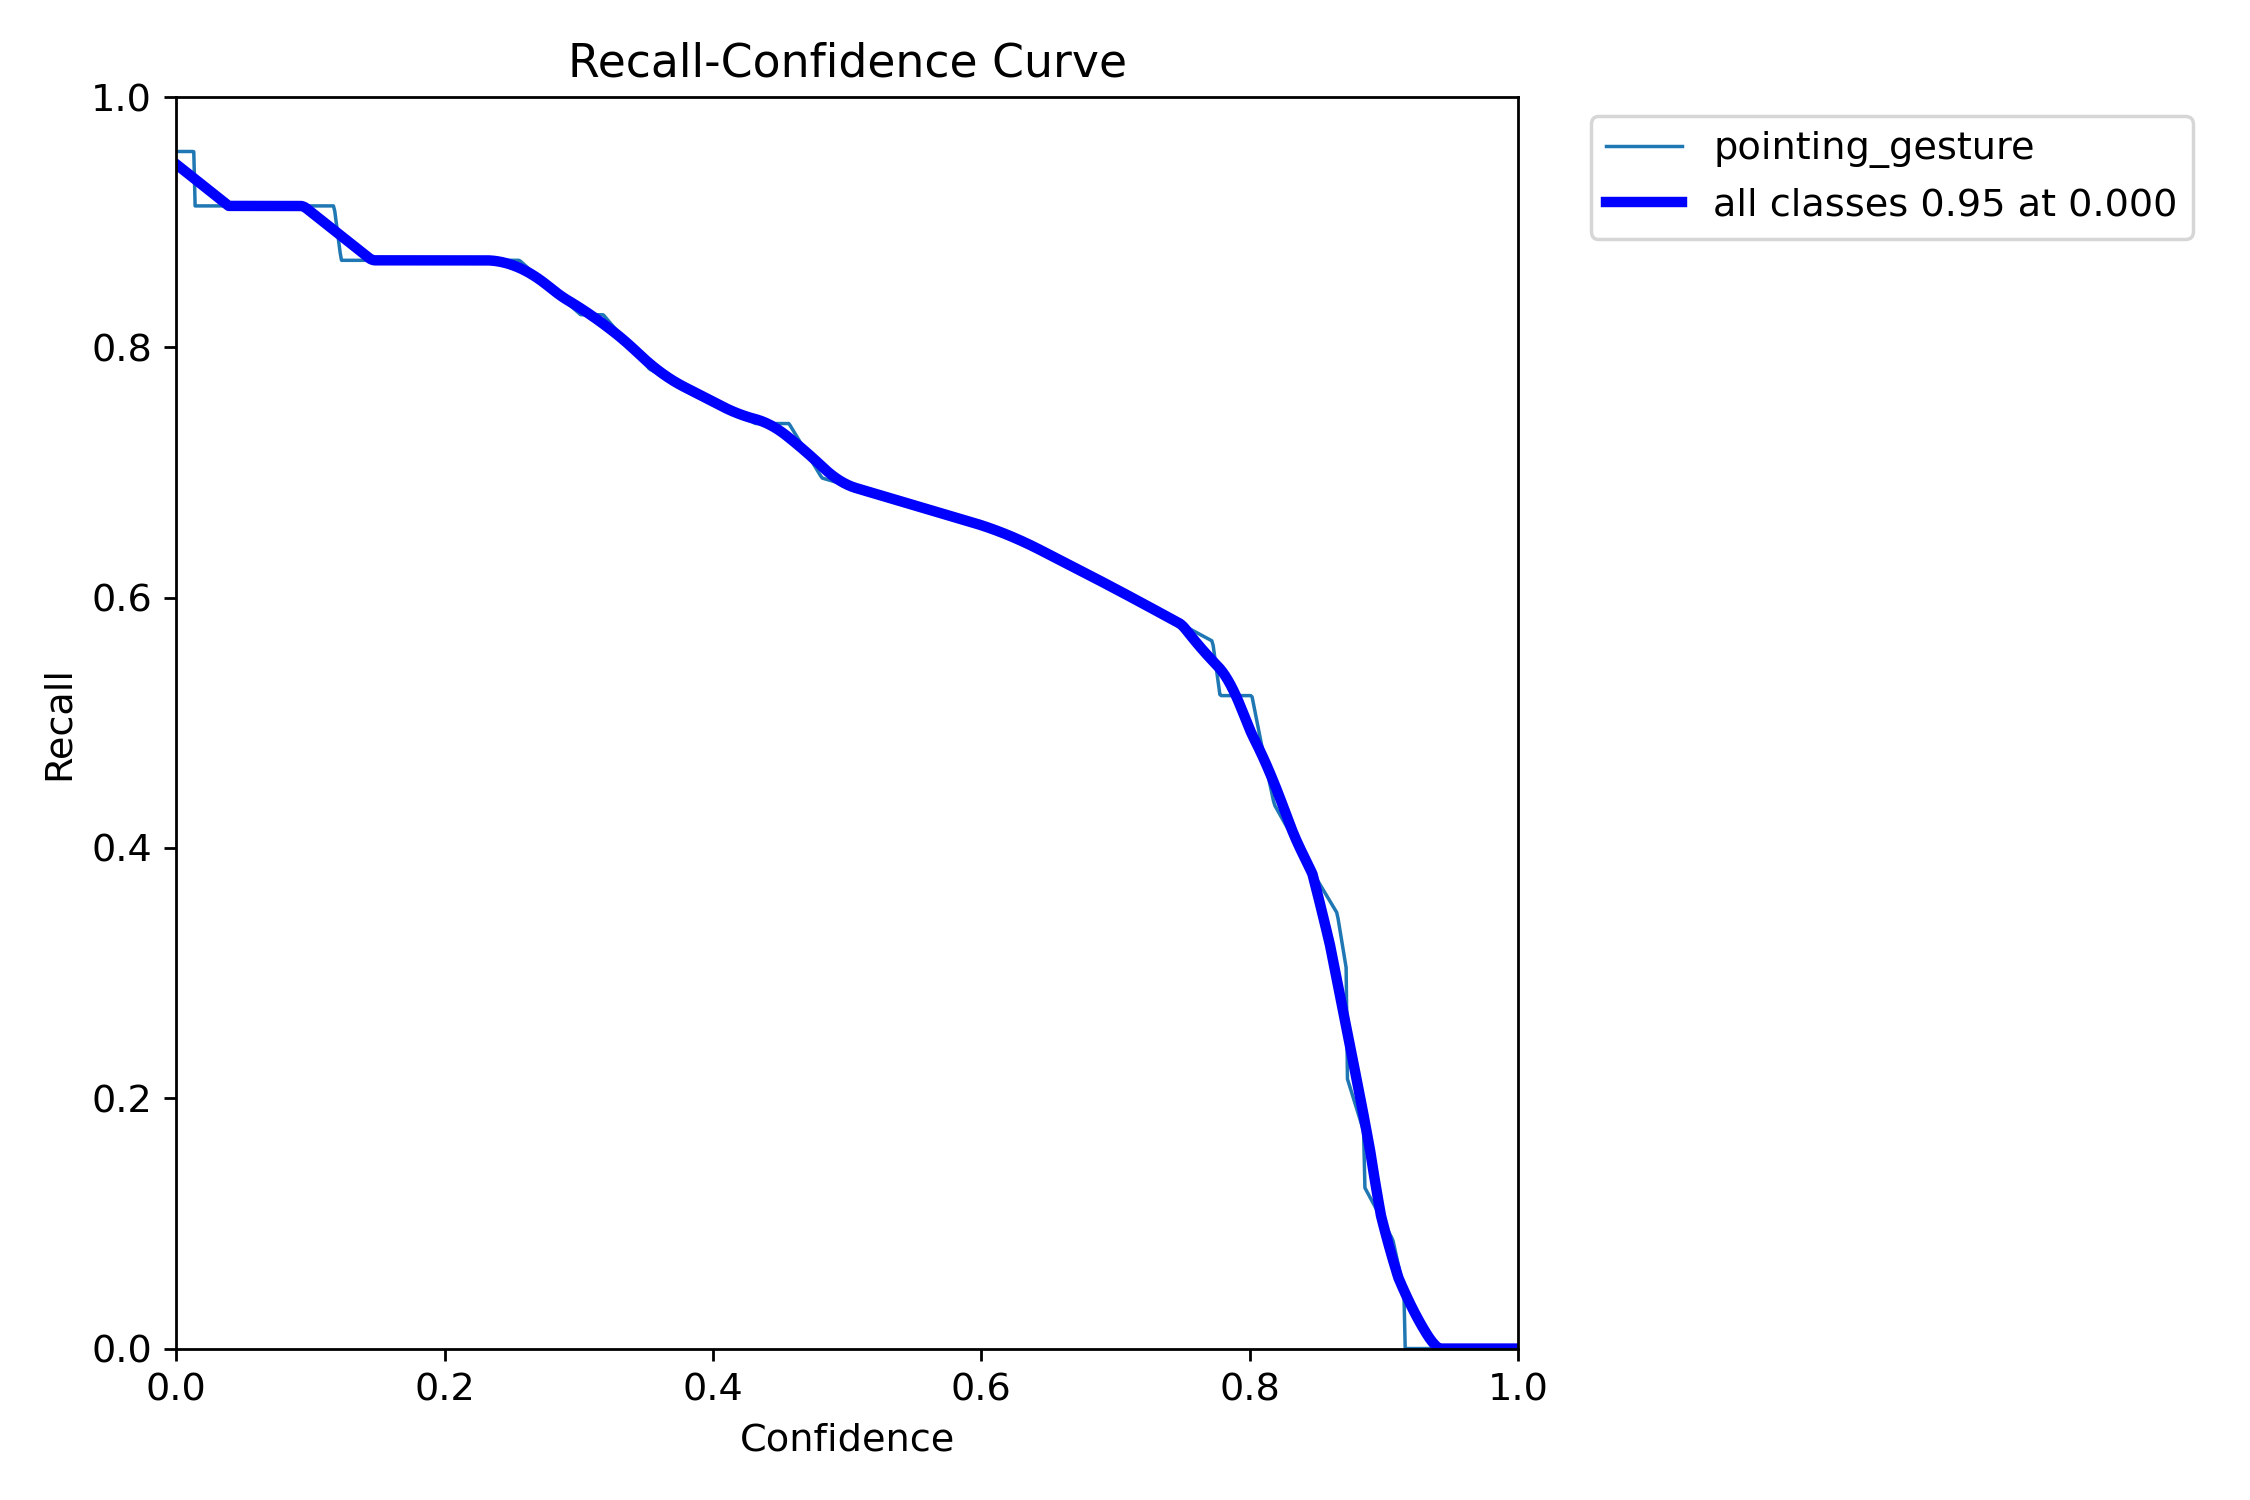 Recall-Confidence Curve
1.0
0.8
0.6
0.4
0.2
0.0
Recall
0.0 0.2 0.4 0.6 0.8 1.0
Confidence
pointing_gesture
all classes 0.95 at 0.000